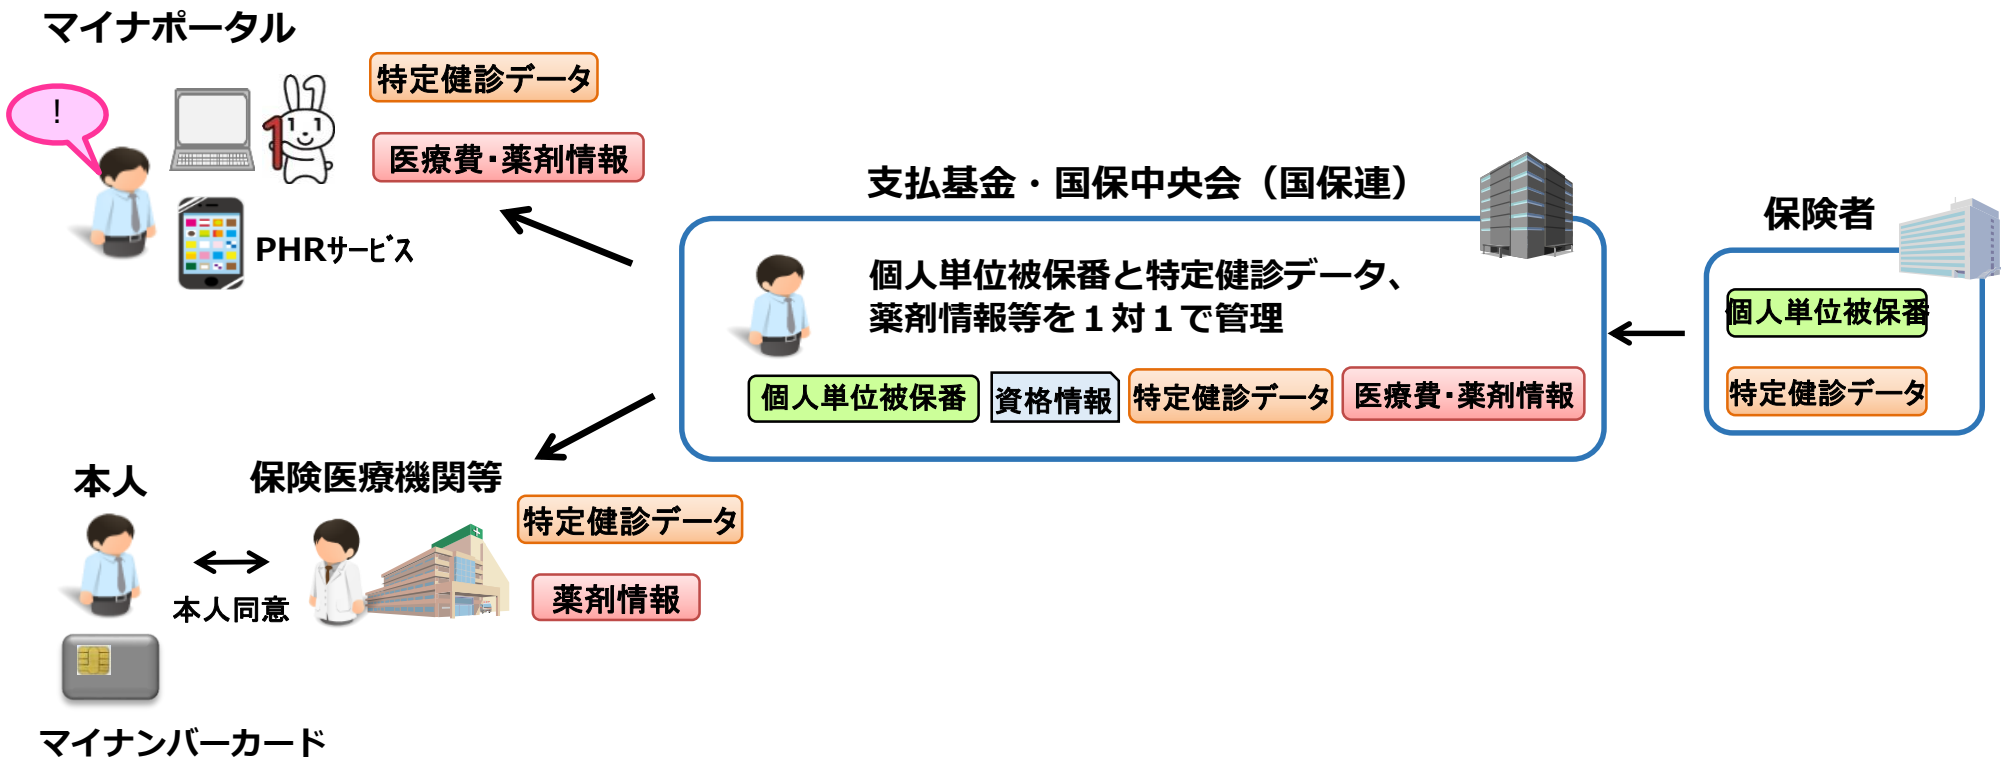 マイナポータル
特定健診データ
!
1
医療費・薬剤情報
PHRｻｰﾋﾞｽ
支払基金・国保中央会（国保連）
個人単位被保番と特定健診データ、
薬剤情報等を１対１で管理
個人単位被保番
資格情報
特定健診データ
医療費・薬剤情報
保険者
個人単位被保番
特定健診データ
本人
保険医療機関等
特定健診データ
本人同意
薬剤情報
マイナンバーカード